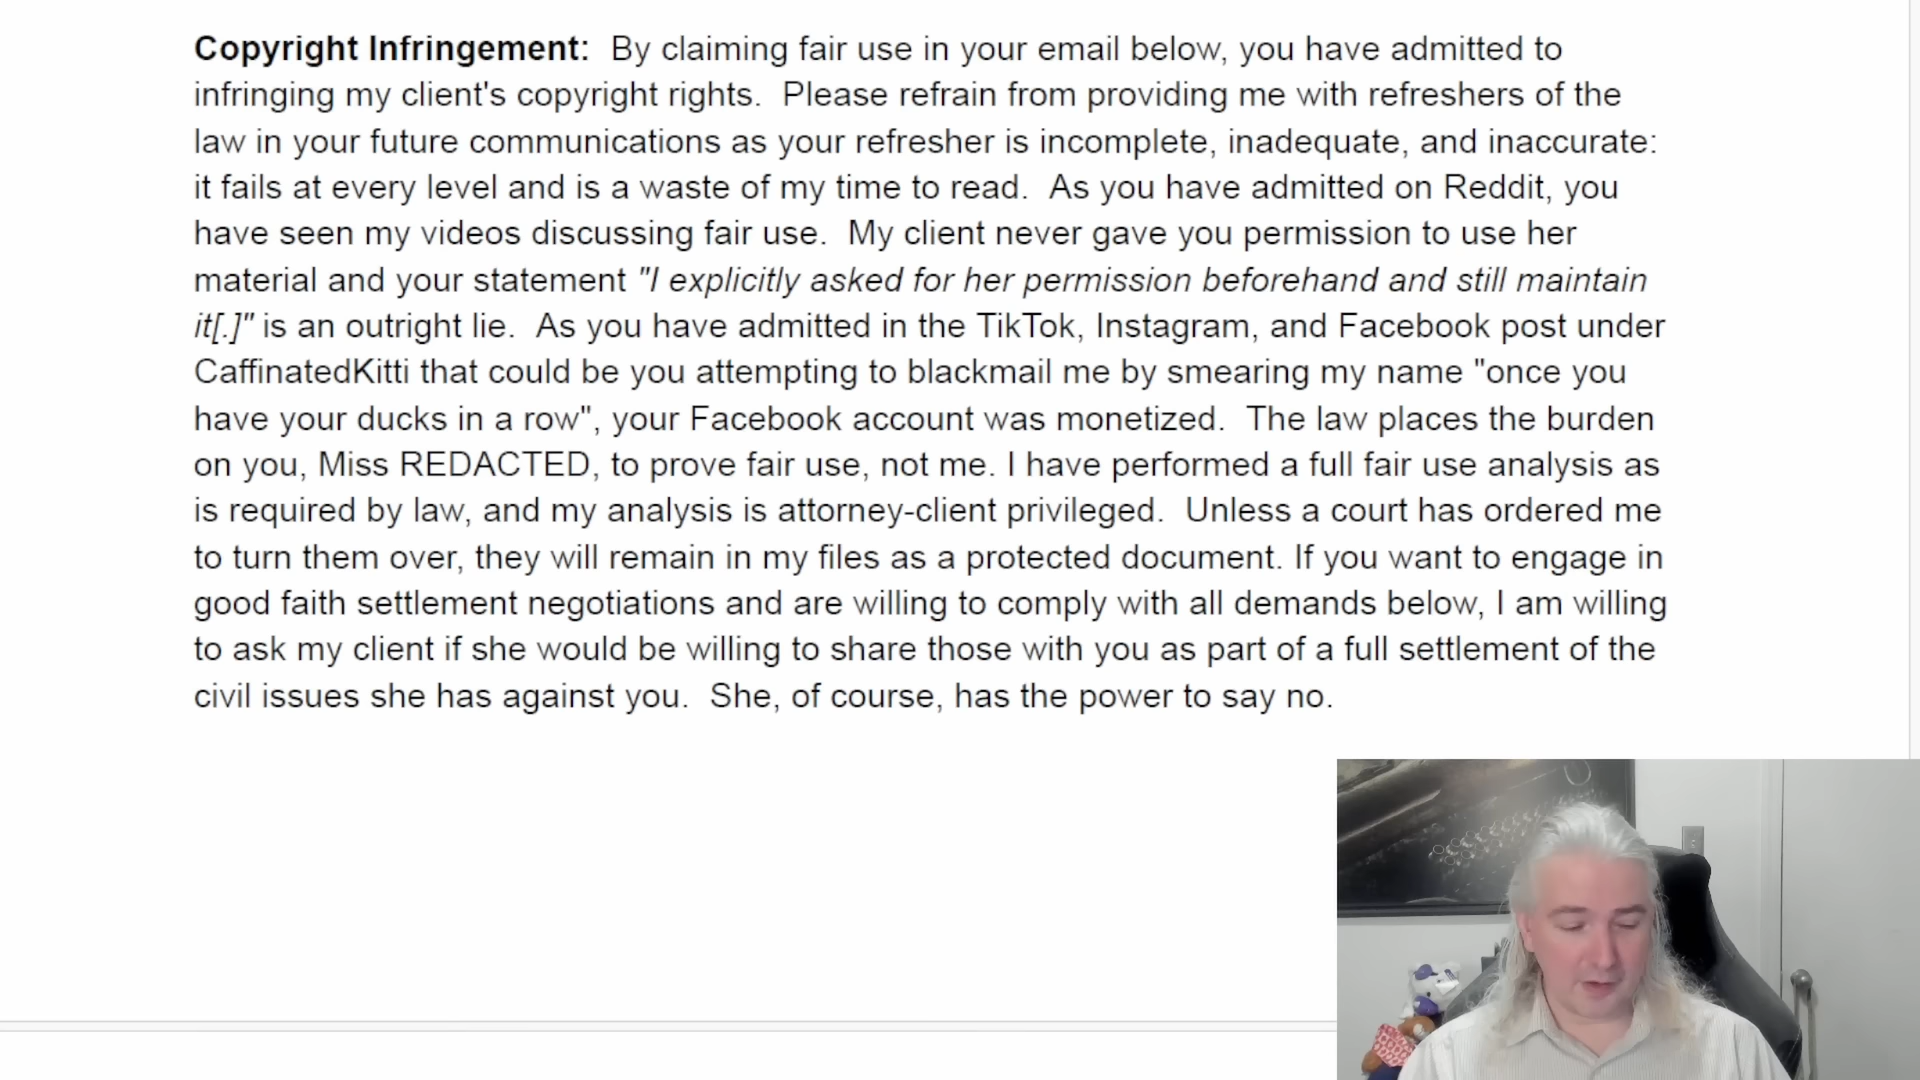 Copyright Infringement: By claiming fair use in your email below, you have admitted to
infringing my client's copyright rights. Please refrain from providing me with refreshers of the
law in your future communications as your refresher is incomplete, inadequate, and inaccurate:
it fails at every level and is a waste of my time to read. As you have admitted on Reddit, you
have seen my videos discussing fair use. My client never gave you permission to use her
material and your statement "I explicitly asked for her permission beforehand and still maintain
it[.]" is an outright lie. As you have admitted in the TikTok, Instagram, and Facebook post under
CaffinatedKitti that could be you attempting to blackmail me by smearing my name "once you
have your ducks in a row", your Facebook account was monetized. The law places the burden
on you, Miss REDACTED, to prove fair use, not me. I have performed a full fair use analysis as
is required by law, and my analysis is attorney-client privileged. Unless a court has ordered me
to turn them over, they will remain in my files as a protected document. If you want to engage in
good faith settlement negotiations and are willing to comply with all demands below, I am willing
to ask my client if she would be willing to share those with you as part of a full settlement of the
civil issues she has against you. She, of course, has the power to say no.